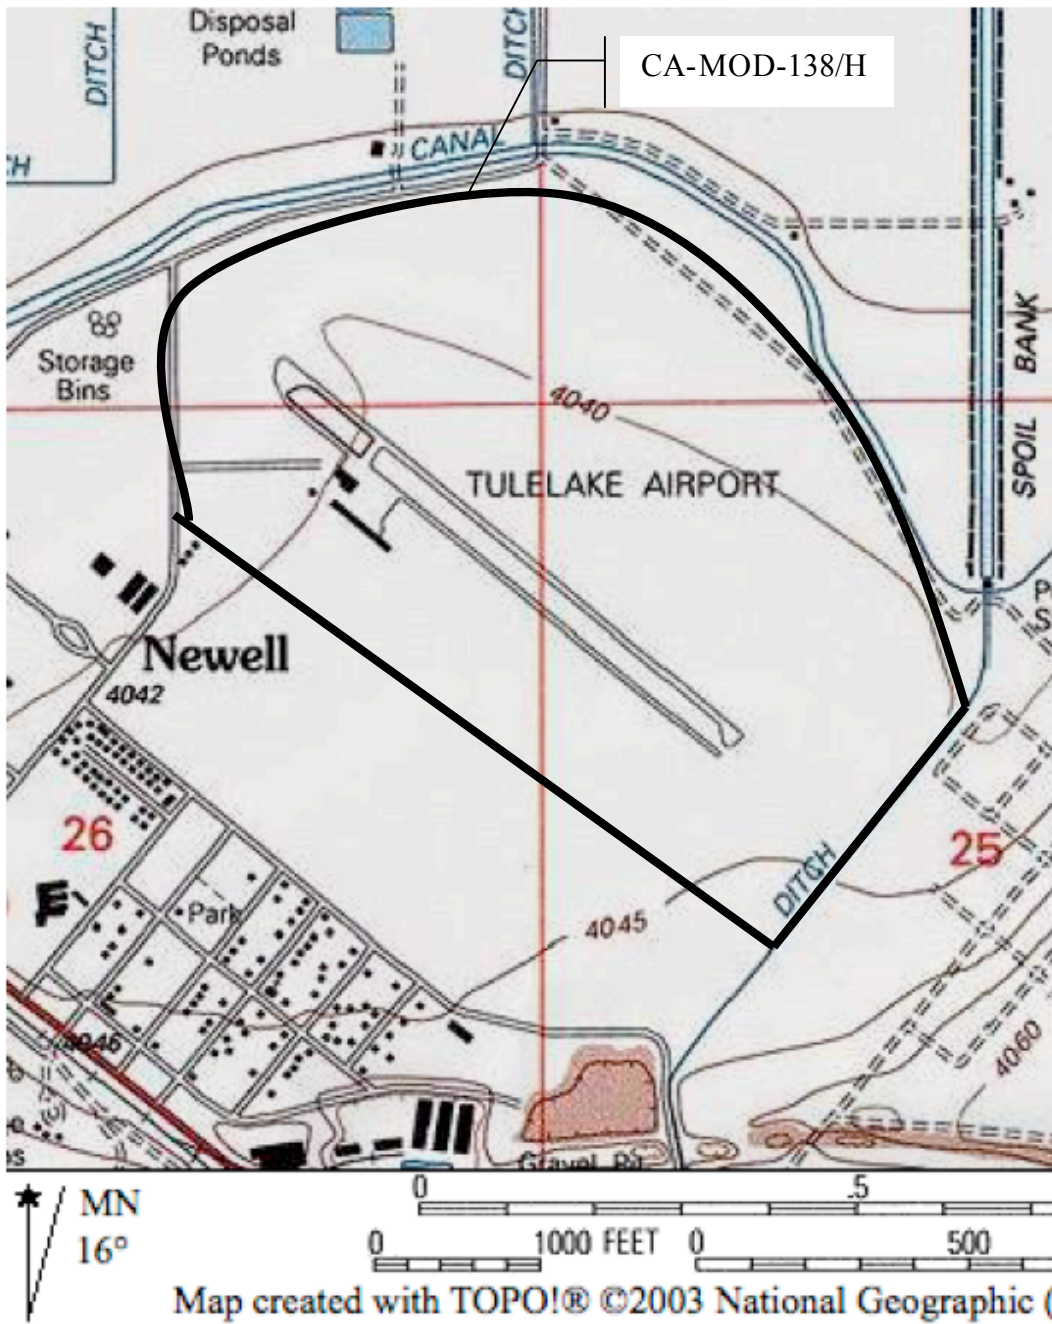 Disposal
Ponds
DITCH
DITCH
CA-MOD-138/H
CANAL
CH
Storage
Bins
4040
SPOIL BANK
TULELAKE AIRPORT
P
S
Newell
4042
26
25
DITCH
Park
4045
4046
4060
Gravel Pit
MN
16°
0 .5
0 1000 FEET 0 500
Map created with TOPO!® ©2003 National Geographic (